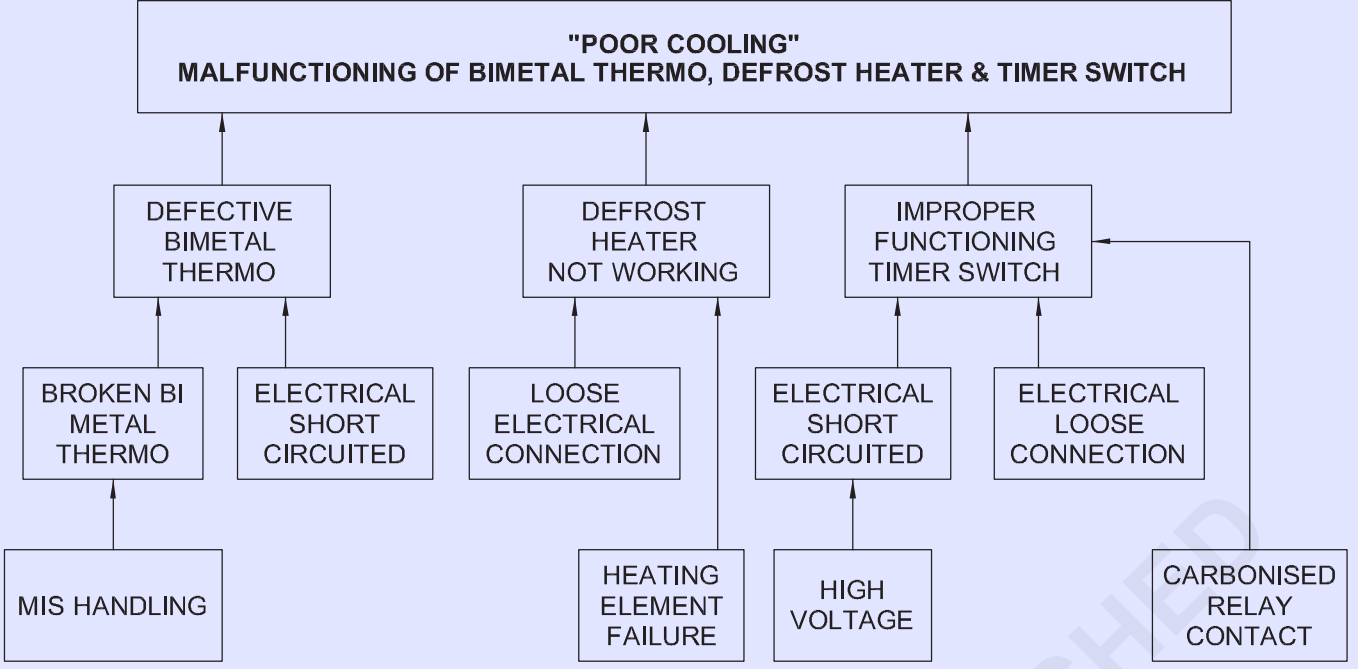 "POOR COOLING"
MALFUNCTIONING OF BIMETAL THERMO, DEFROST HEATER & TIMER SWITCH
DEFECTIVE
BIMETAL
THERMO
DEFROST
HEATER
NOT WORKING
IMPROPER
FUNCTIONING
TIMER SWITCH
BROKEN BI
METAL
THERMO
ELECTRICAL
SHORT
CIRCUITED
LOOSE
ELECTRICAL
CONNECTION
ELECTRICAL
SHORT
CIRCUITED
ELECTRICAL
LOOSE
CONNECTION
MIS HANDLING
HEATING
ELEMENT
FAILURE
HIGH
VOLTAGE
CARBONISED
RELAY
CONTACT
SHED